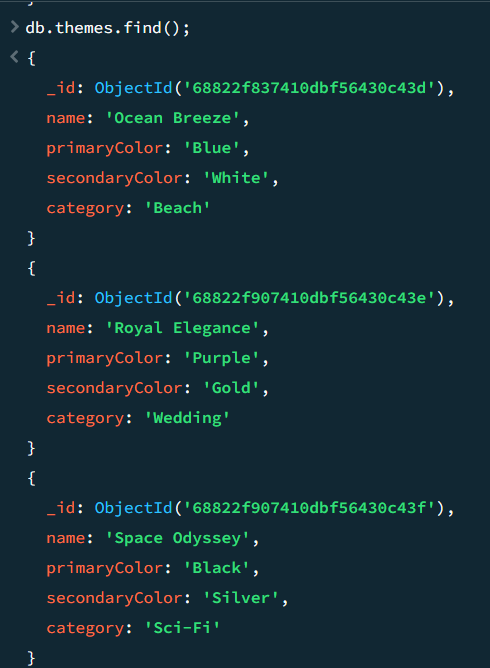 > db.themes.find();
< {
_id: ObjectId('68822f837410dbf56430c43d'),
name: 'Ocean Breeze',
primaryColor: 'Blue',
secondaryColor: 'White',
category: 'Beach'
}
{
_id: ObjectId('68822f907410dbf56430c43e'),
name: 'Royal Elegance',
primaryColor: 'Purple',
secondaryColor: 'Gold',
category: 'Wedding'
}
{
_id: ObjectId('68822f907410dbf56430c43f'),
name: 'Space Odyssey',
primaryColor: 'Black',
secondaryColor: 'Silver',
category: 'Sci-Fi'
}